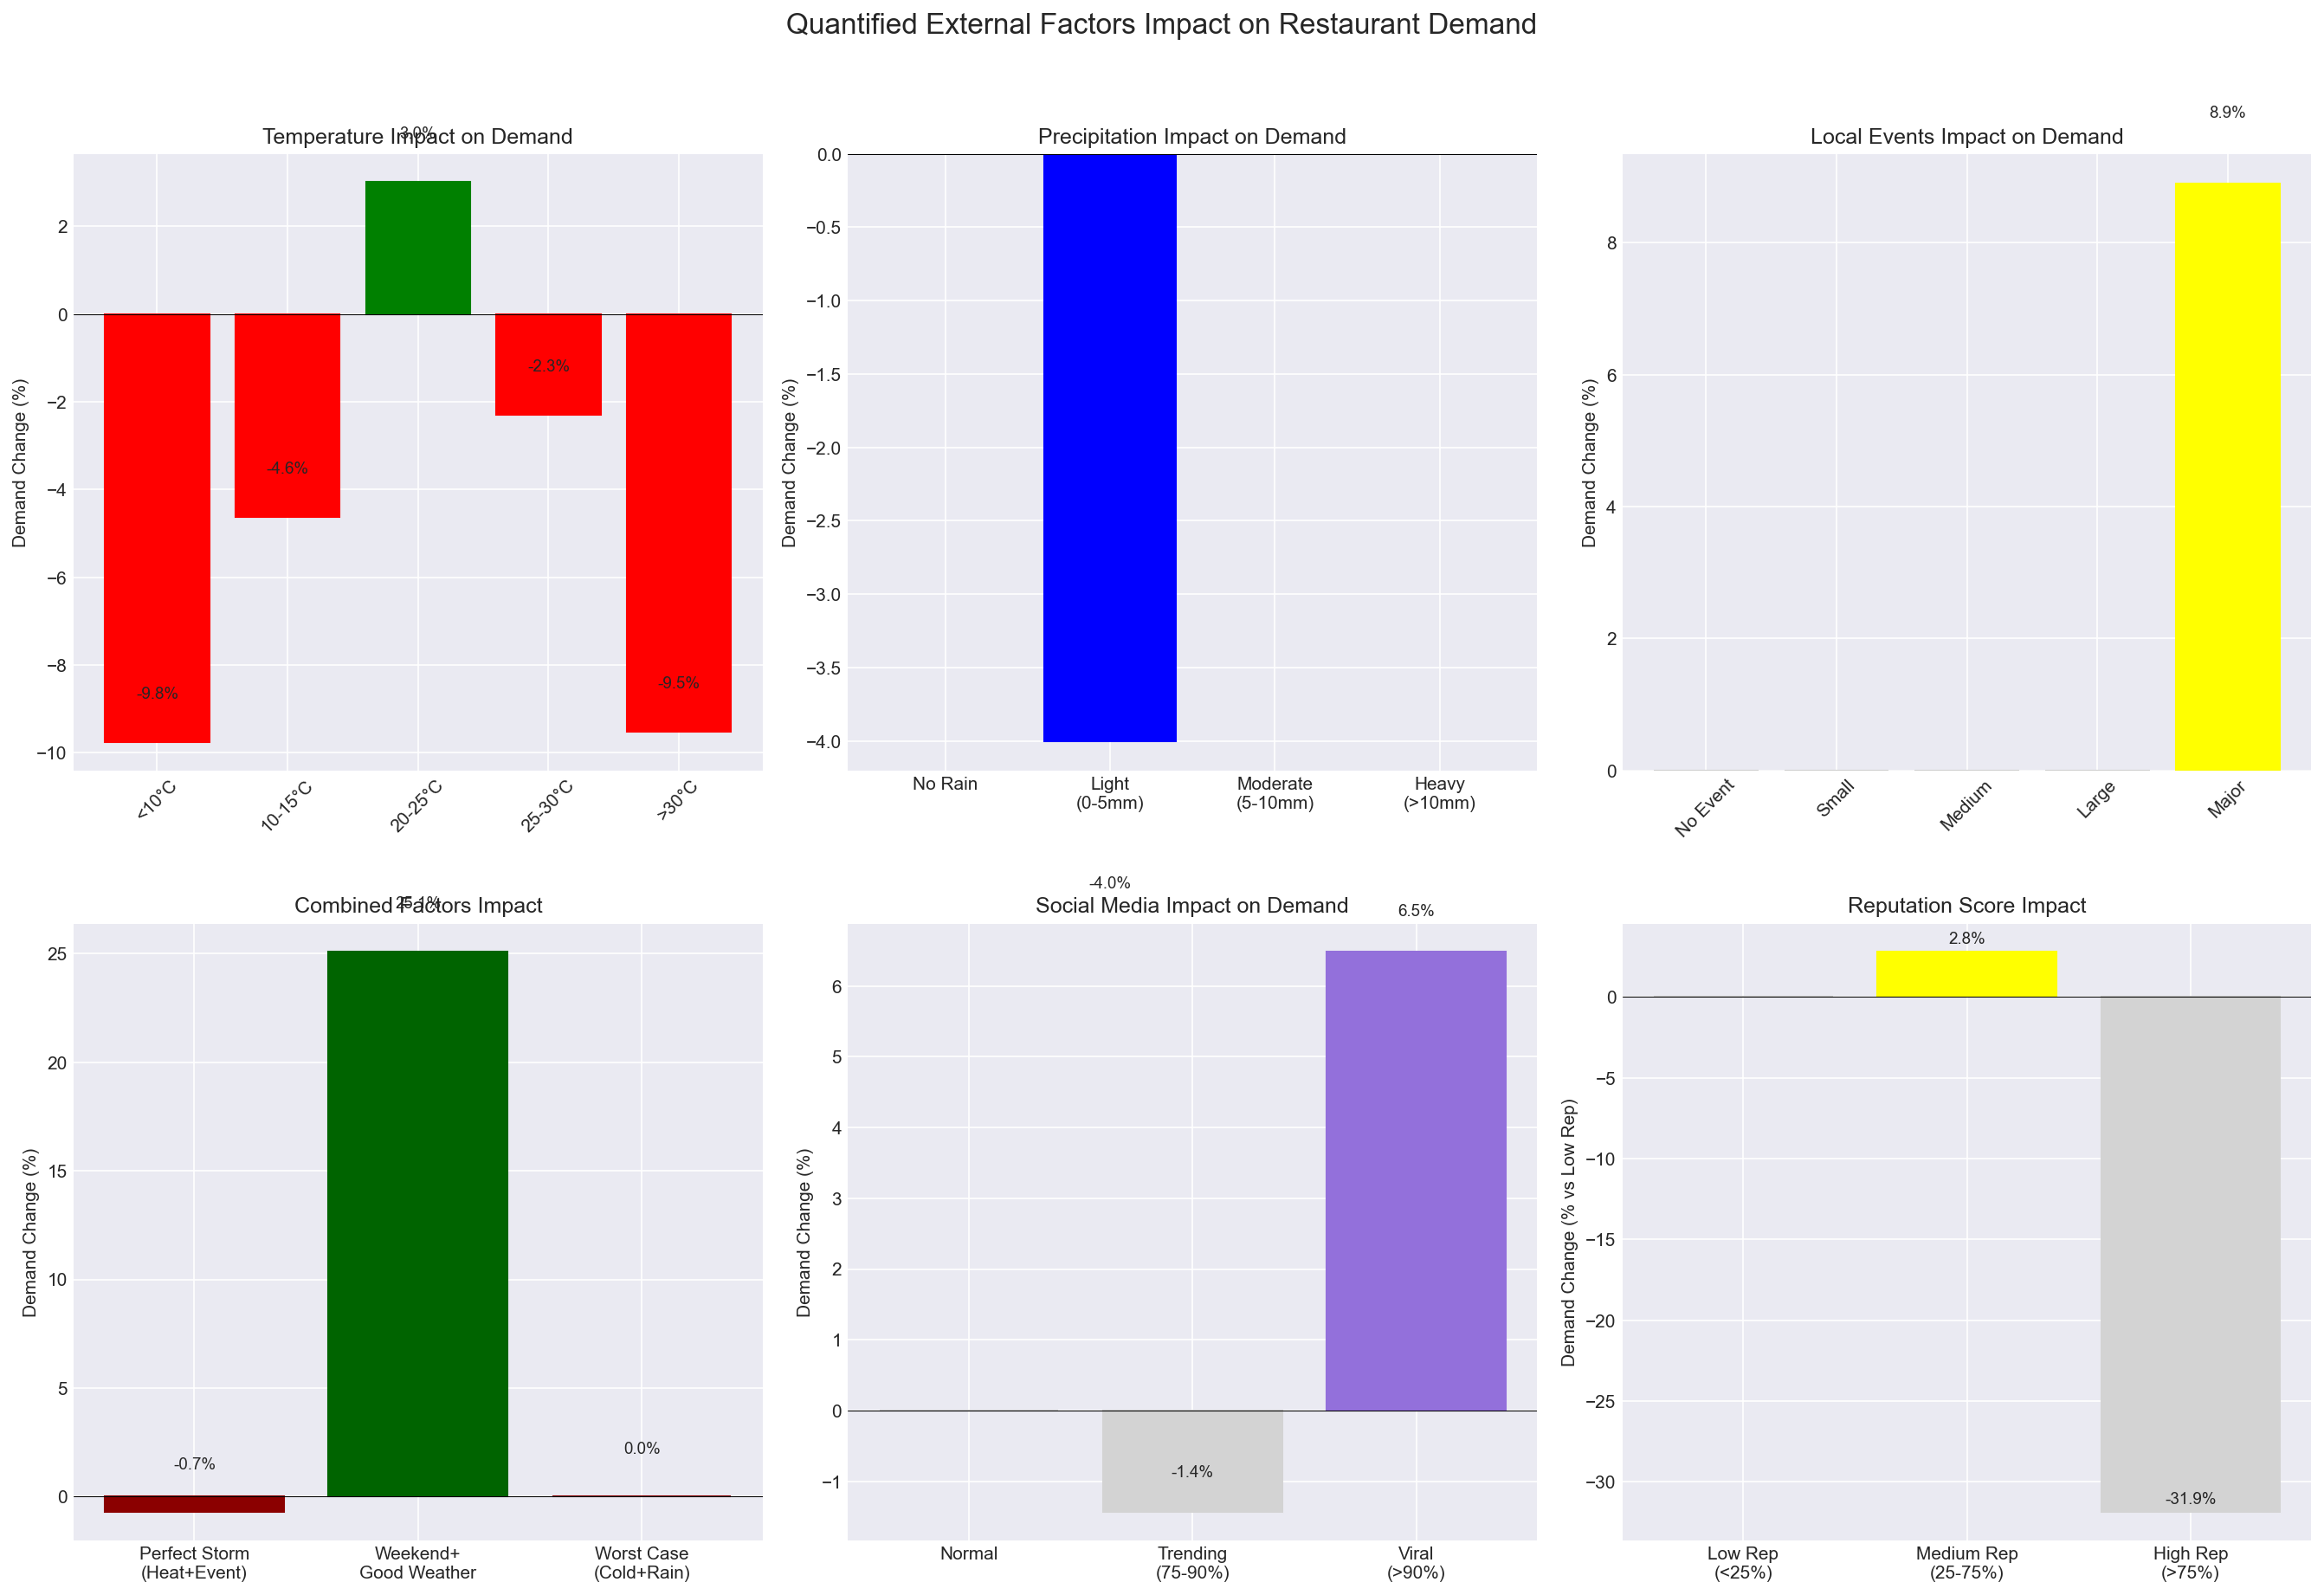 Quantified External Factors Impact on Restaurant Demand
Temperature Impact on Demand
3.0%
Demand Change (%)
2
0
−2
−4
−6
−8
−10
-9.8%
-4.6%
-2.3%
-9.5%
<10°C
10-15°C
20-25°C
25-30°C
>30°C
Precipitation Impact on Demand
Demand Change (%)
0.0
−0.5
−1.0
−1.5
−2.0
−2.5
−3.0
−3.5
−4.0
No Rain
Light
(0-5mm)
Moderate
(5-10mm)
Heavy
(>10mm)
-4.0%
8.9%
Local Events Impact on Demand
Demand Change (%)
8
6
4
2
0
No Event
Small
Medium
Large
Major
Combined Factors Impact
25.1%
Demand Change (%)
25
20
15
10
5
0
-0.7%
0.0%
Perfect Storm
(Heat+Event)
Weekend+
Good Weather
Worst Case
(Cold+Rain)
Social Media Impact on Demand
6.5%
Demand Change (%)
6
5
4
3
2
1
0
−1
-1.4%
Normal
Trending
(75-90%)
Viral
(>90%)
Reputation Score Impact
2.8%
Demand Change (% vs Low Rep)
0
−5
−10
−15
−20
−25
−30
-31.9%
Low Rep
(<25%)
Medium Rep
(25-75%)
High Rep
(>75%)